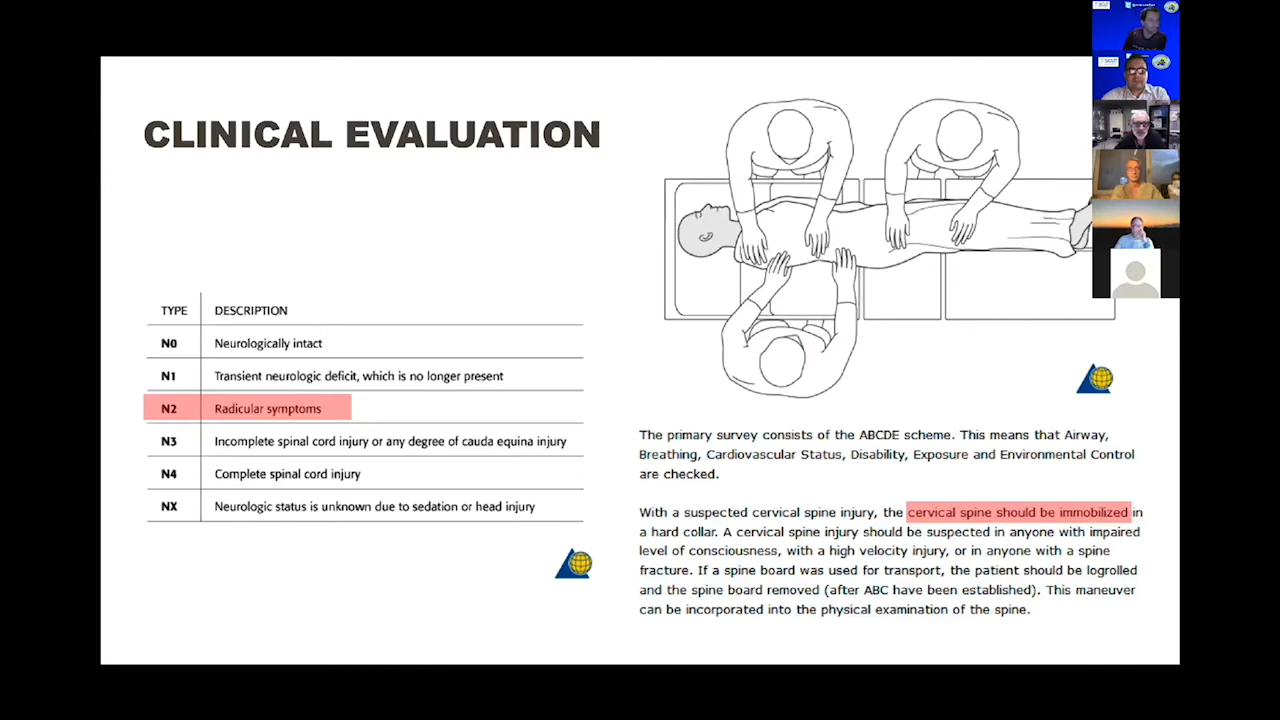 CLINICAL EVALUATION
TYPE DESCRIPTION
N0 Neurologically intact
N1 Transient neurologic deficit, which is no longer present
N2 Radicular symptoms
N3 Incomplete spinal cord injury or any degree of cauda equina injury
N4 Complete spinal cord injury
NX Neurologic status is unknown due to sedation or head injury
The primary survey consists of the ABCDE scheme. This means that Airway,
Breathing, Cardiovascular Status, Disability, Exposure and Environmental Control
are checked.
With a suspected cervical spine injury, the cervical spine should be immobilized in
a hard collar. A cervical spine injury should be suspected in anyone with impaired
level of consciousness, with a high velocity injury, or in anyone with a spine
fracture. If a spine board was used for transport, the patient should be logrolled
and the spine board removed (after ABC have been established). This maneuver
can be incorporated into the physical examination of the spine.